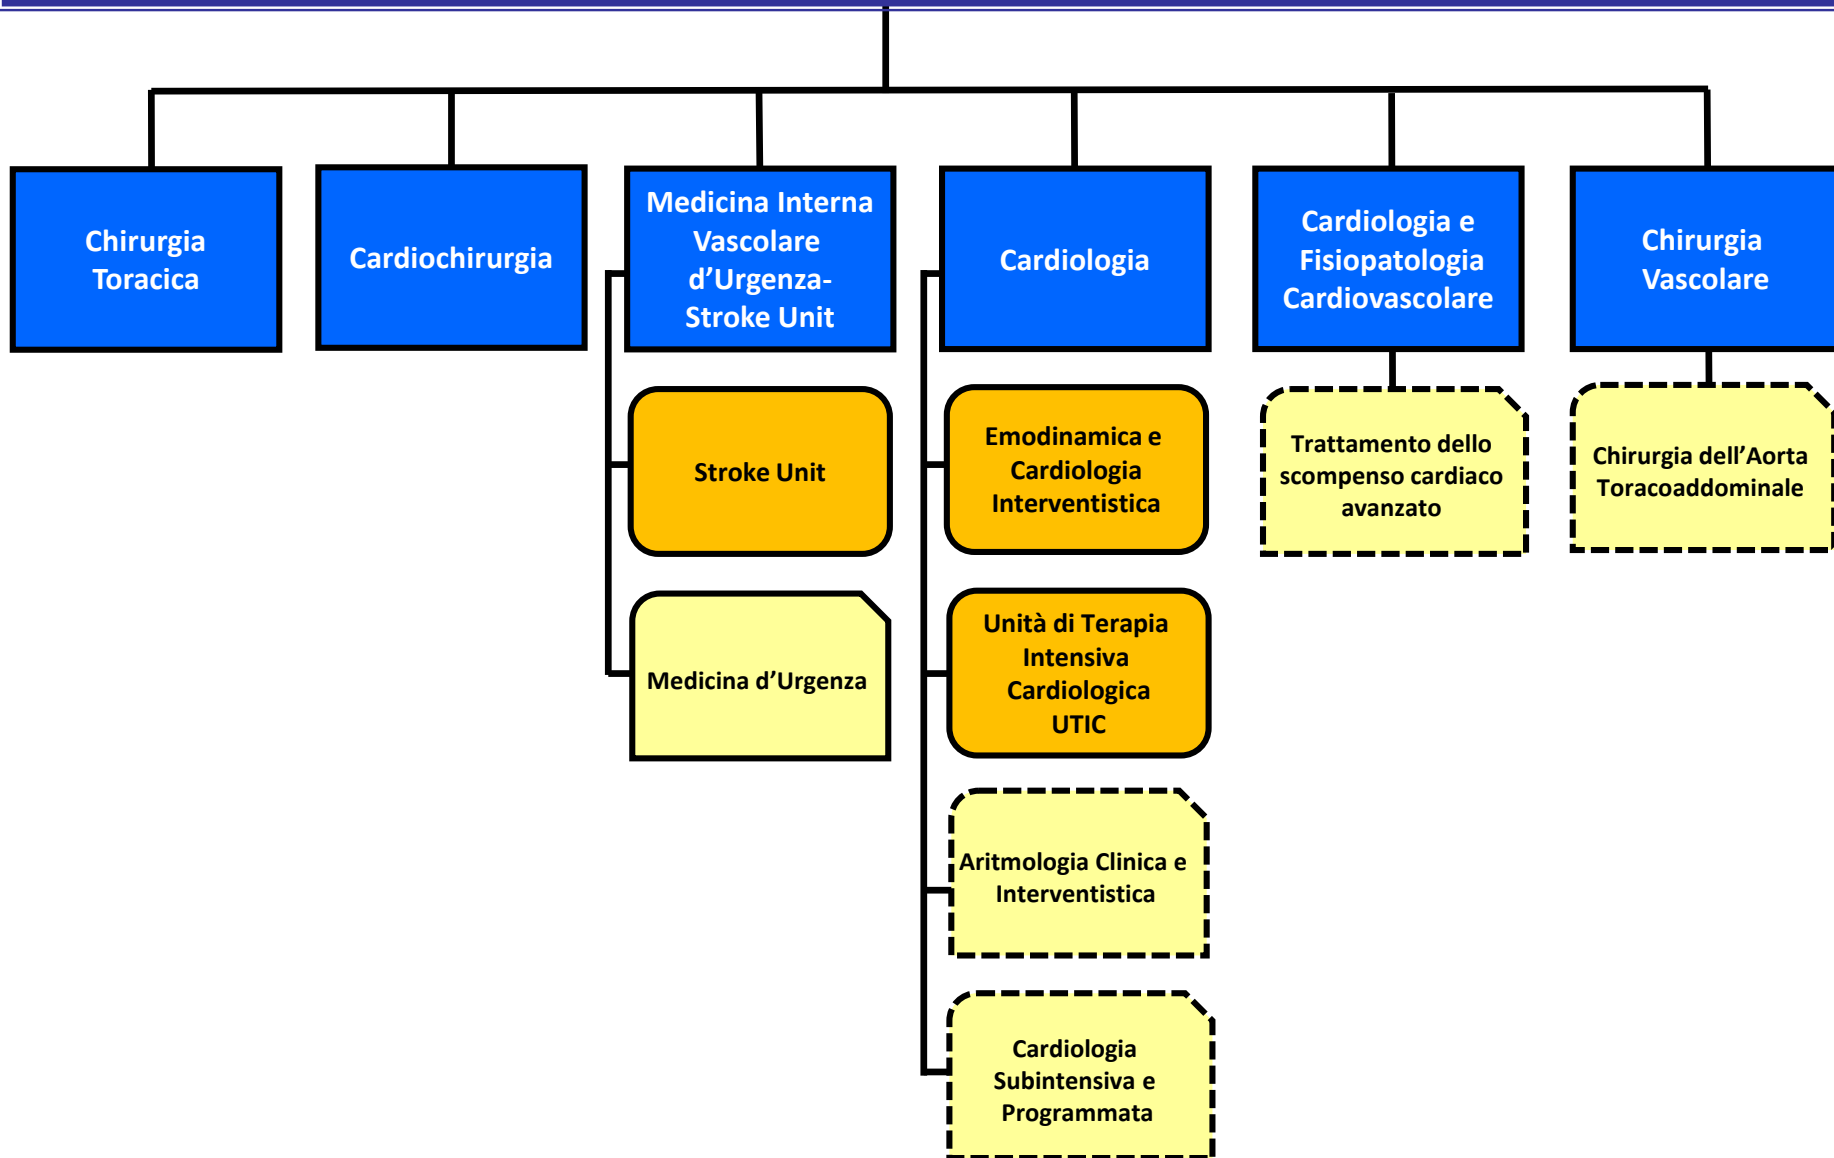 Chirurgia
Toracica
Cardiochirurgia
Medicina Interna
Vascolare
d’Urgenza-
Stroke Unit
Cardiologia
Cardiologia e
Fisiopatologia
Cardiovascolare
Chirurgia
Vascolare
Stroke Unit
Medicina d’Urgenza
Emodinamica e
Cardiologia
Interventistica
Unità di Terapia
Intensiva
Cardiologica
UTIC
Aritmologia Clinica e
Interventistica
Cardiologia
Subintensiva e
Programmata
Trattamento dello
scompenso cardiaco
avanzato
Chirurgia dell’Aorta
Toracoaddominale